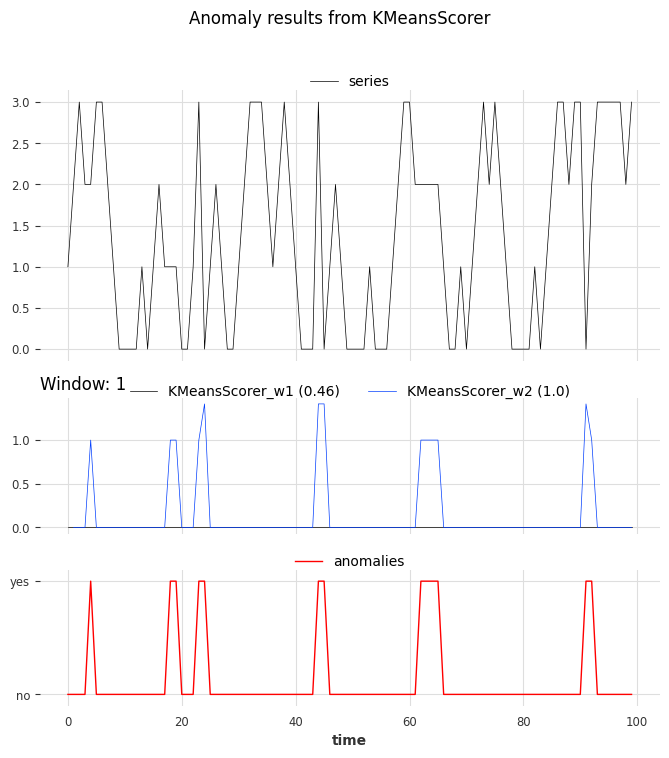 Anomaly results from KMeansScorer
series
3.0
2.5
2.0
1.5
1.0
0.5
0.0
Window: 1
KMeansScorer_w1 (0.46) KMeansScorer_w2 (1.0)
1.0
0.5
0.0
anomalies
yes
no
0 20 40 60 80 100
time